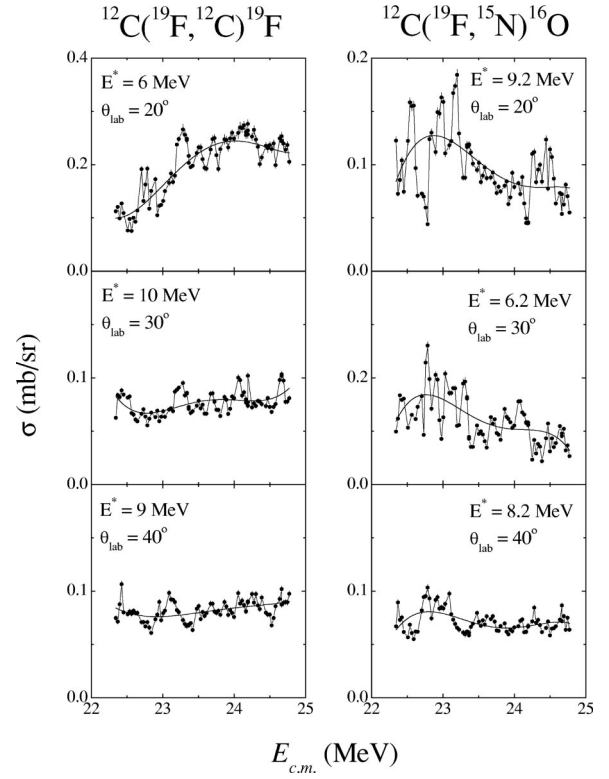 ¹²C(¹⁹F,¹²C)¹⁹F
¹²C(¹⁹F,¹⁵N)¹⁶O
E* = 6 MeV
θlab = 20°
0.4
0.2
0.0
E* = 9.2 MeV
θlab = 20°
0.2
0.1
0.0
E* = 10 MeV
θlab = 30°
0.1
0.0
E* = 6.2 MeV
θlab = 30°
0.1
0.0
E* = 9 MeV
θlab = 40°
0.1
0.0
E* = 8.2 MeV
θlab = 40°
0.1
0.0
σ (mb/sr)
22 23 24 25
22 23 24 25
E c.m. (MeV)